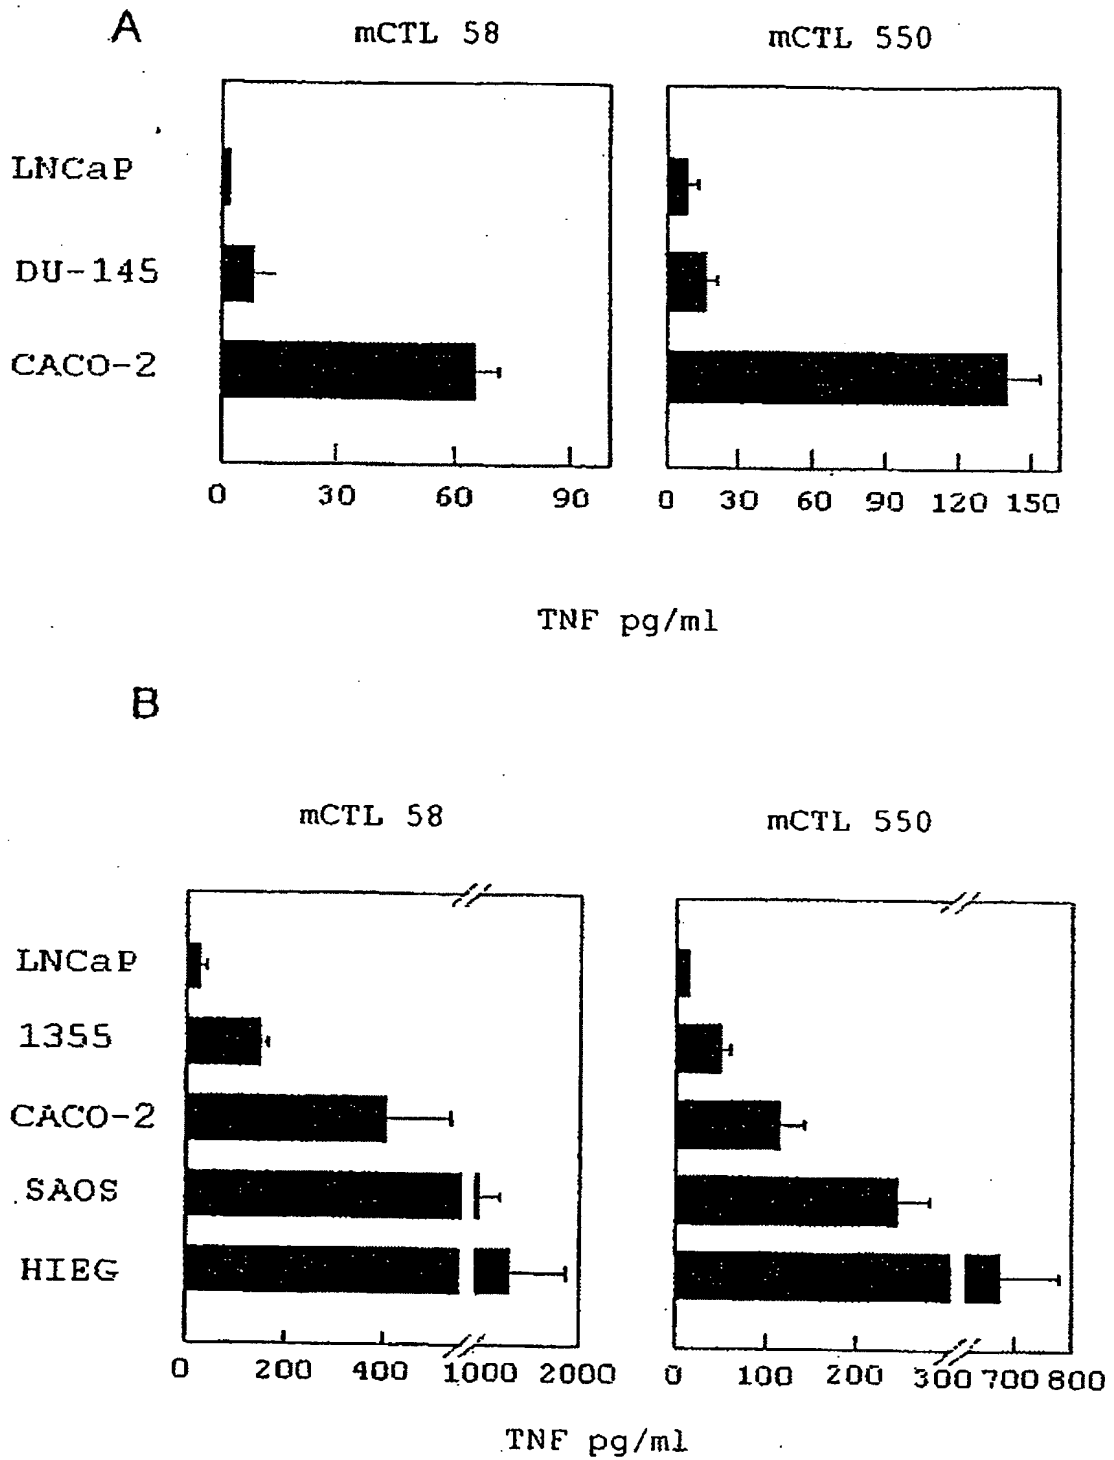 A
mCTL 58
mCTL 550
LNCaP
DU-145
CACO-2
0 30 60 90
0 30 60 90 120 150
TNF pg/ml
B
mCTL 58
mCTL 550
LNCaP
1355
CACO-2
SAOS
HIEG
0 200 400 1000 2000
0 100 200 300 700 800
TNF pg/ml